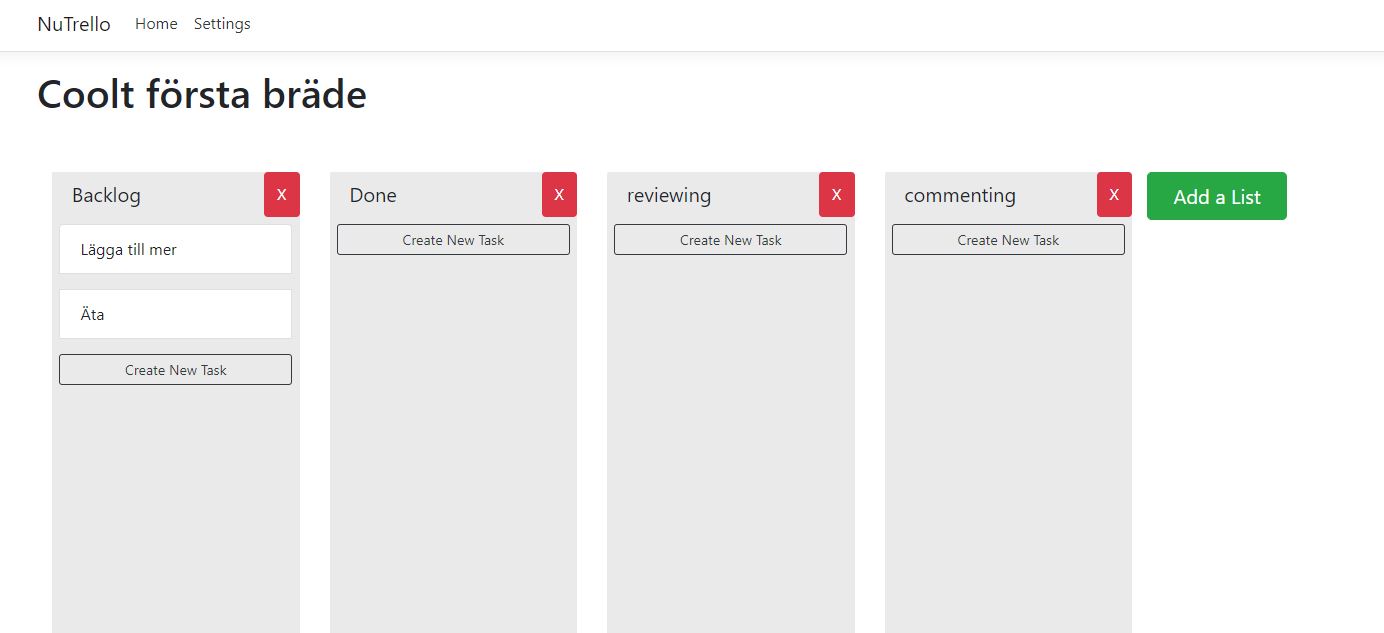 NuTrello Home Settings
Coolt första bräde
Backlog X
Lägga till mer
Äta
Create New Task
Done X
Create New Task
reviewing X
Create New Task
commenting X
Create New Task
Add a List